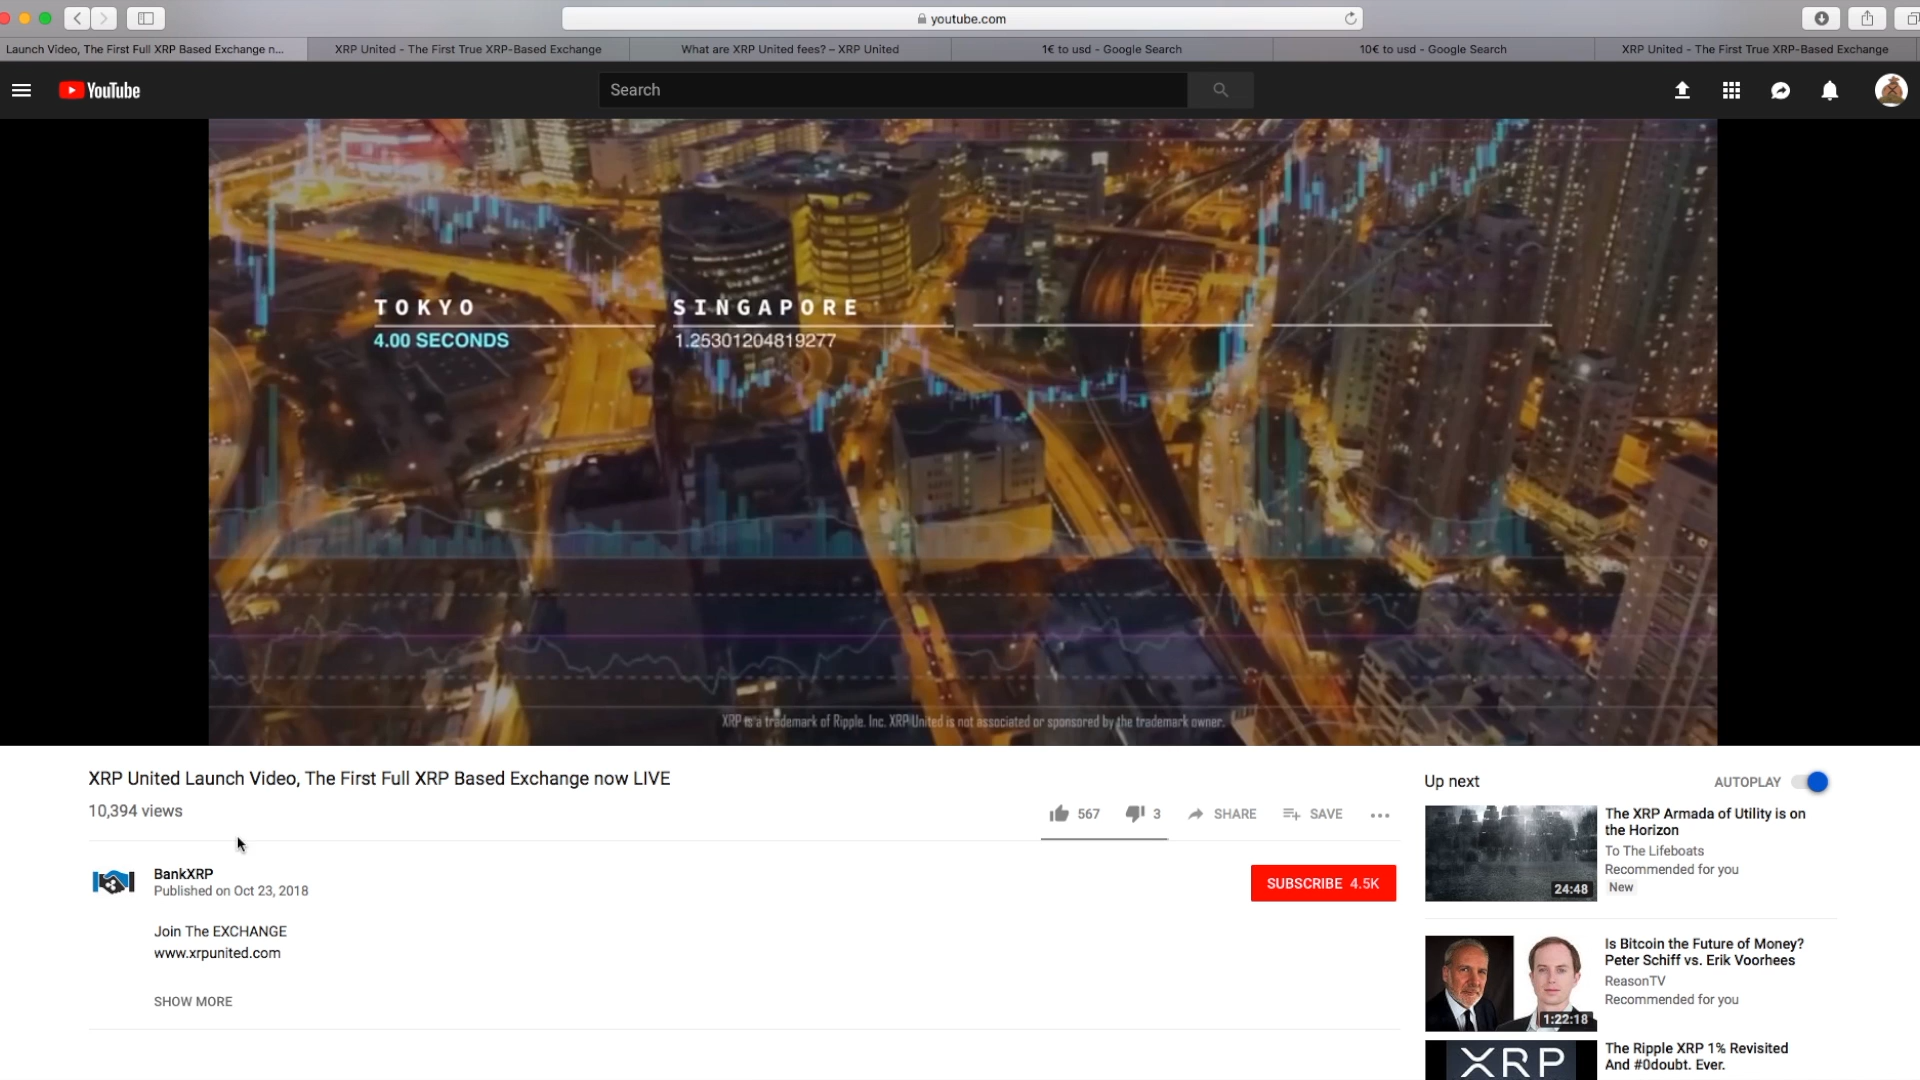 youtube.com
Launch Video, The First Full XRP Based Exchange n...
XRP United - The First True XRP-Based Exchange
What are XRP United fees? – XRP United
1€ to usd - Google Search
10€ to usd - Google Search
XRP United - The First True XRP-Based Exchange
YouTube
Search
TOKYO
4.00 SECONDS
SINGAPORE
1.25301204819277
XRP is a trademark of Ripple. Inc. XRP United is not associated or sponsored by the trademark owner.
XRP United Launch Video, The First Full XRP Based Exchange now LIVE
10,394 views
567
3
SHARE
SAVE
BankXRP
Published on Oct 23, 2018
SUBSCRIBE 4.5K
Join The EXCHANGE
www.xrpunited.com
SHOW MORE
Up next
AUTOPLAY
24:48
The XRP Armada of Utility is on
the Horizon
To The Lifeboats
Recommended for you
New
1:22:18
Is Bitcoin the Future of Money?
Peter Schiff vs. Erik Voorhees
ReasonTV
Recommended for you
XRP
The Ripple XRP 1% Revisited
And #0doubt. Ever.